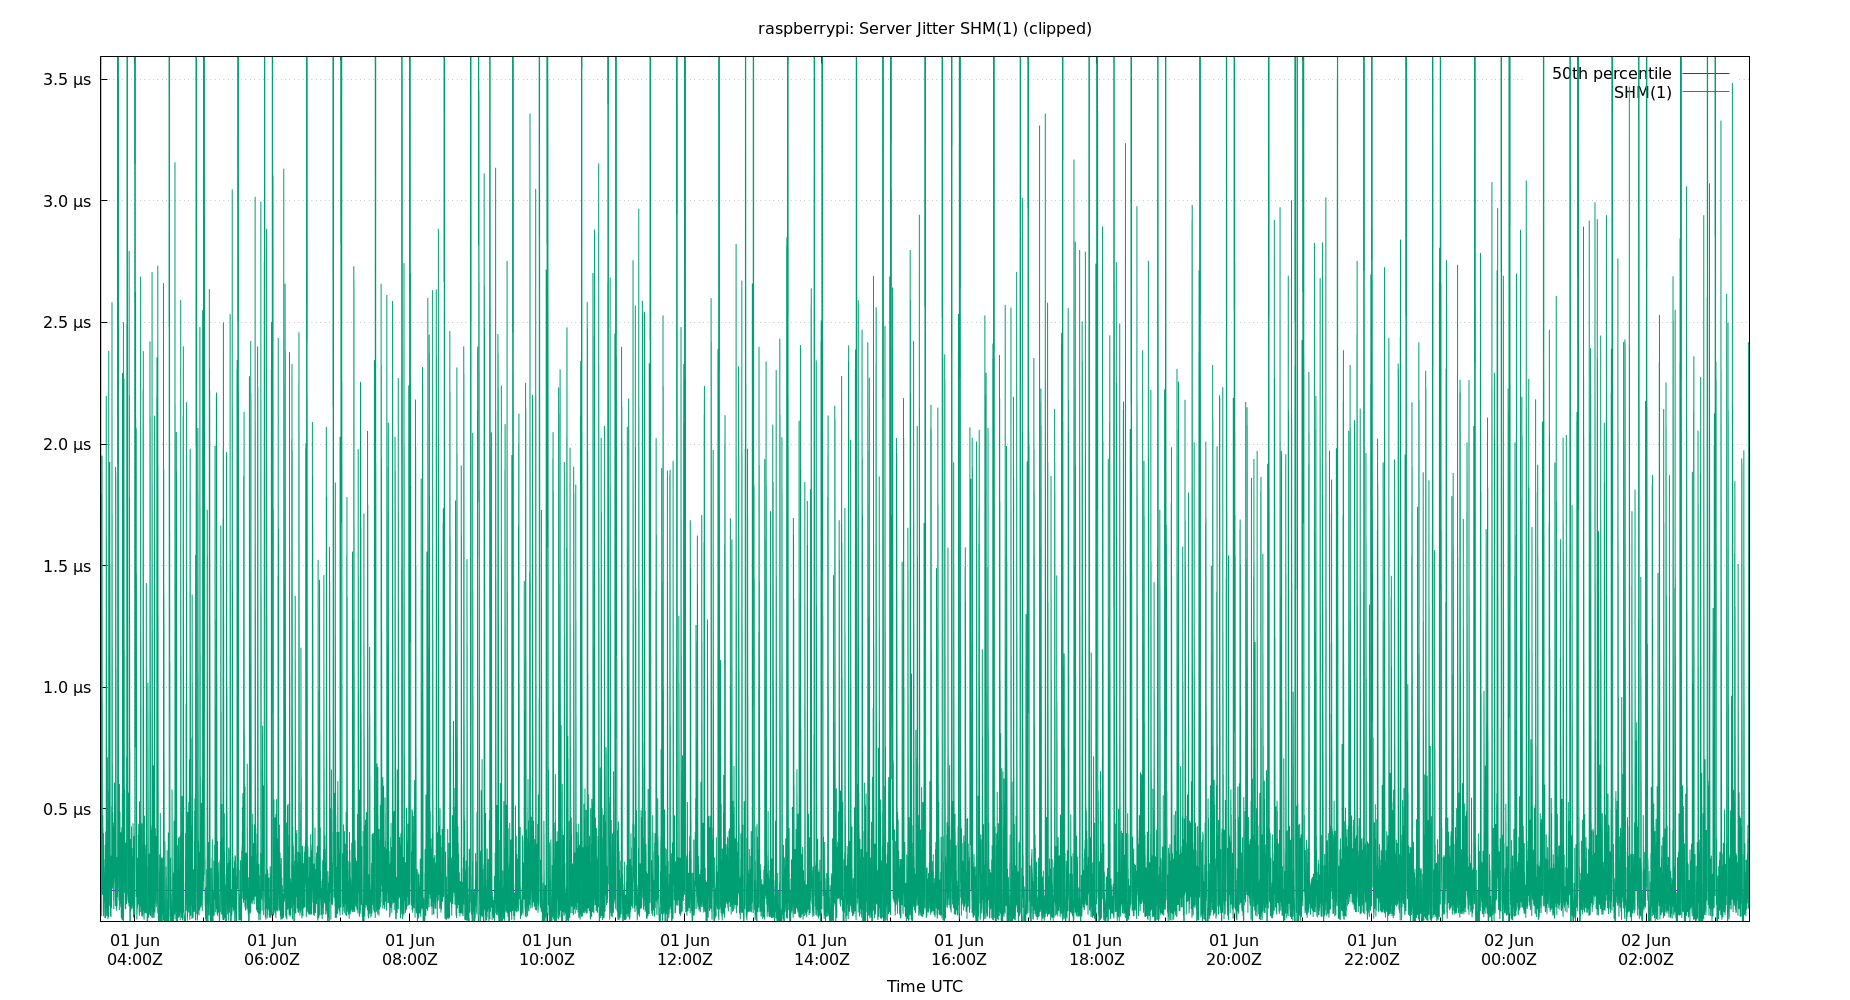 raspberrypi: Server Jitter SHM(1) (clipped)
50th percentile
SHM(1)
3.5 µs
3.0 µs
2.5 µs
2.0 µs
1.5 µs
1.0 µs
0.5 µs
01 Jun 01 Jun 01 Jun 01 Jun 01 Jun 01 Jun 01 Jun 01 Jun 01 Jun 01 Jun 02 Jun 02 Jun
04:00Z 06:00Z 08:00Z 10:00Z 12:00Z 14:00Z 16:00Z 18:00Z 20:00Z 22:00Z 00:00Z 02:00Z
Time UTC